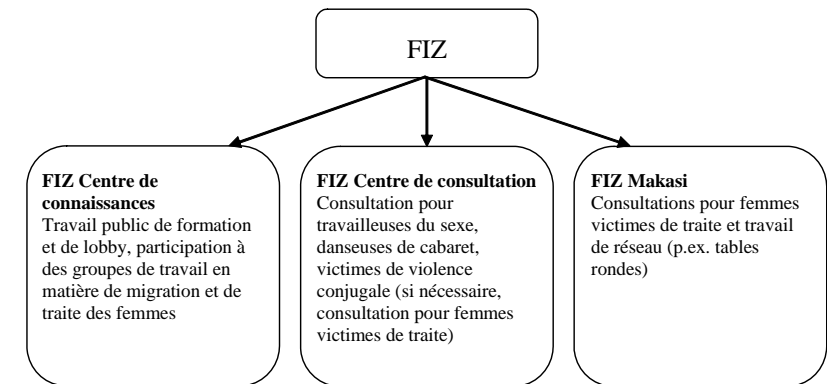 FIZ
FIZ Centre de
connaissances
Travail public de formation
et de lobby, participation à
des groupes de travail en
matière de migration et de
traite des femmes
FIZ Centre de consultation
Consultation pour
travailleuses du sexe,
danseuses de cabaret,
victimes de violence
conjugale (si nécessaire,
consultation pour femmes
victimes de traite)
FIZ Makasi
Consultations pour femmes
victimes de traite et travail
de réseau (p.ex. tables
rondes)